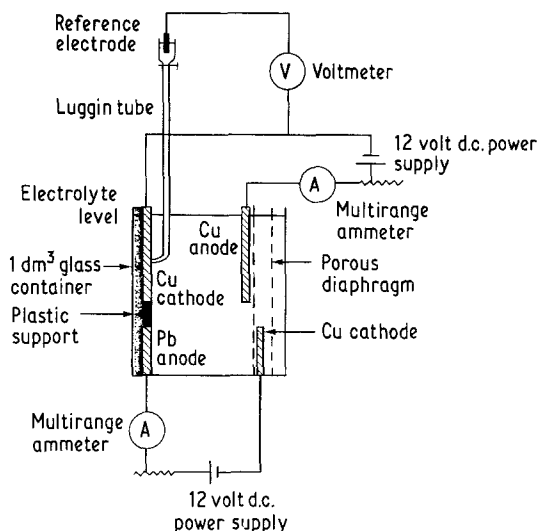 Reference
electrode
V
Voltmeter
Luggin tube
12 volt d.c. power
supply
A
Multirange
ammeter
Electrolyte
level
Cu
anode
1 dm³ glass
container
Cu
cathode
Porous
diaphragm
Plastic
support
Pb
anode
Cu cathode
Multirange
ammeter
A
12 volt d.c.
power supply